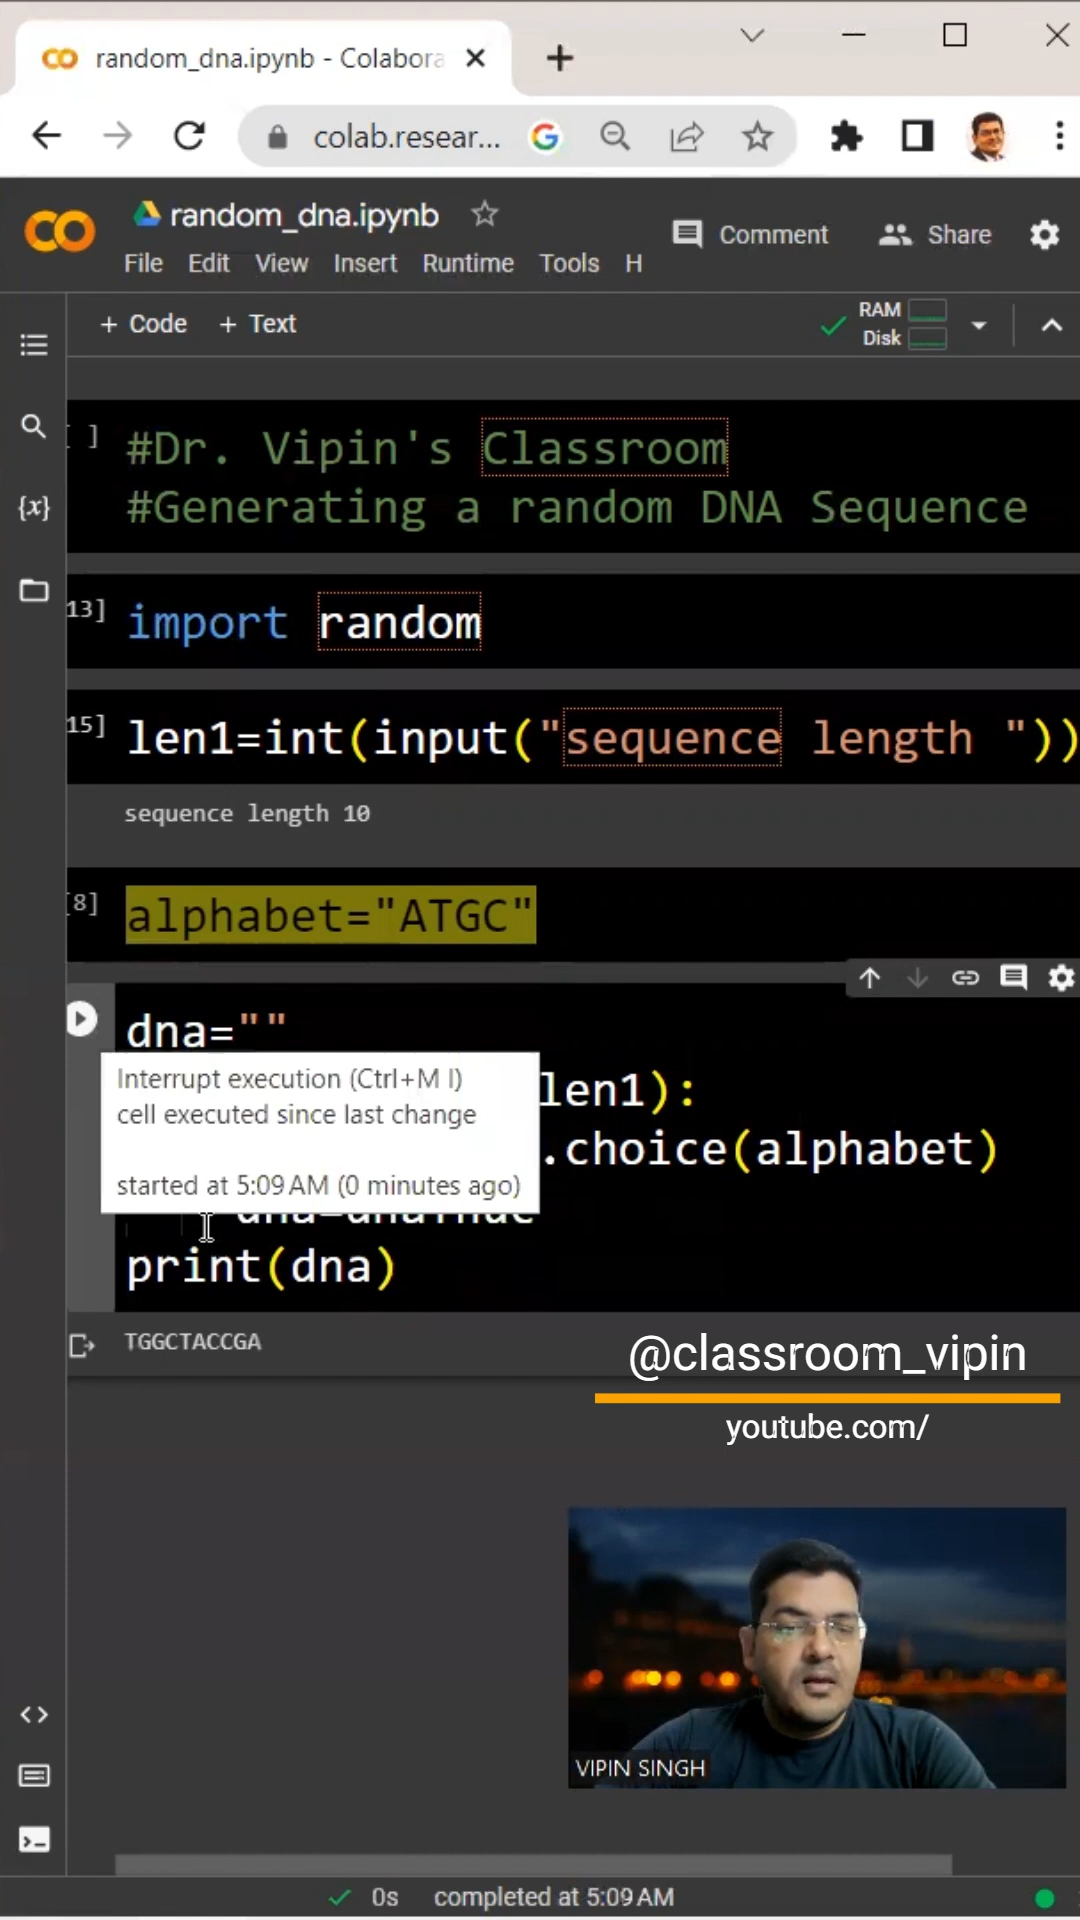 random_dna.ipynb - Colabora
colab.resear...
random_dna.ipynb
Comment
Share
File Edit View Insert Runtime Tools H
+ Code + Text
RAM
Disk
[ ]
#Dr. Vipin's Classroom
#Generating a random DNA Sequence
13]
import random
15]
len1=int(input("sequence length "))
sequence length 10
[8]
alphabet="ATGC"
dna=""
Interrupt execution (Ctrl+M I)
cell executed since last change
started at 5:09 AM (0 minutes ago)
len1):
.choice(alphabet)
print(dna)
TGGCTACCGA
@classroom_vipin
youtube.com/
VIPIN SINGH
0s completed at 5:09 AM